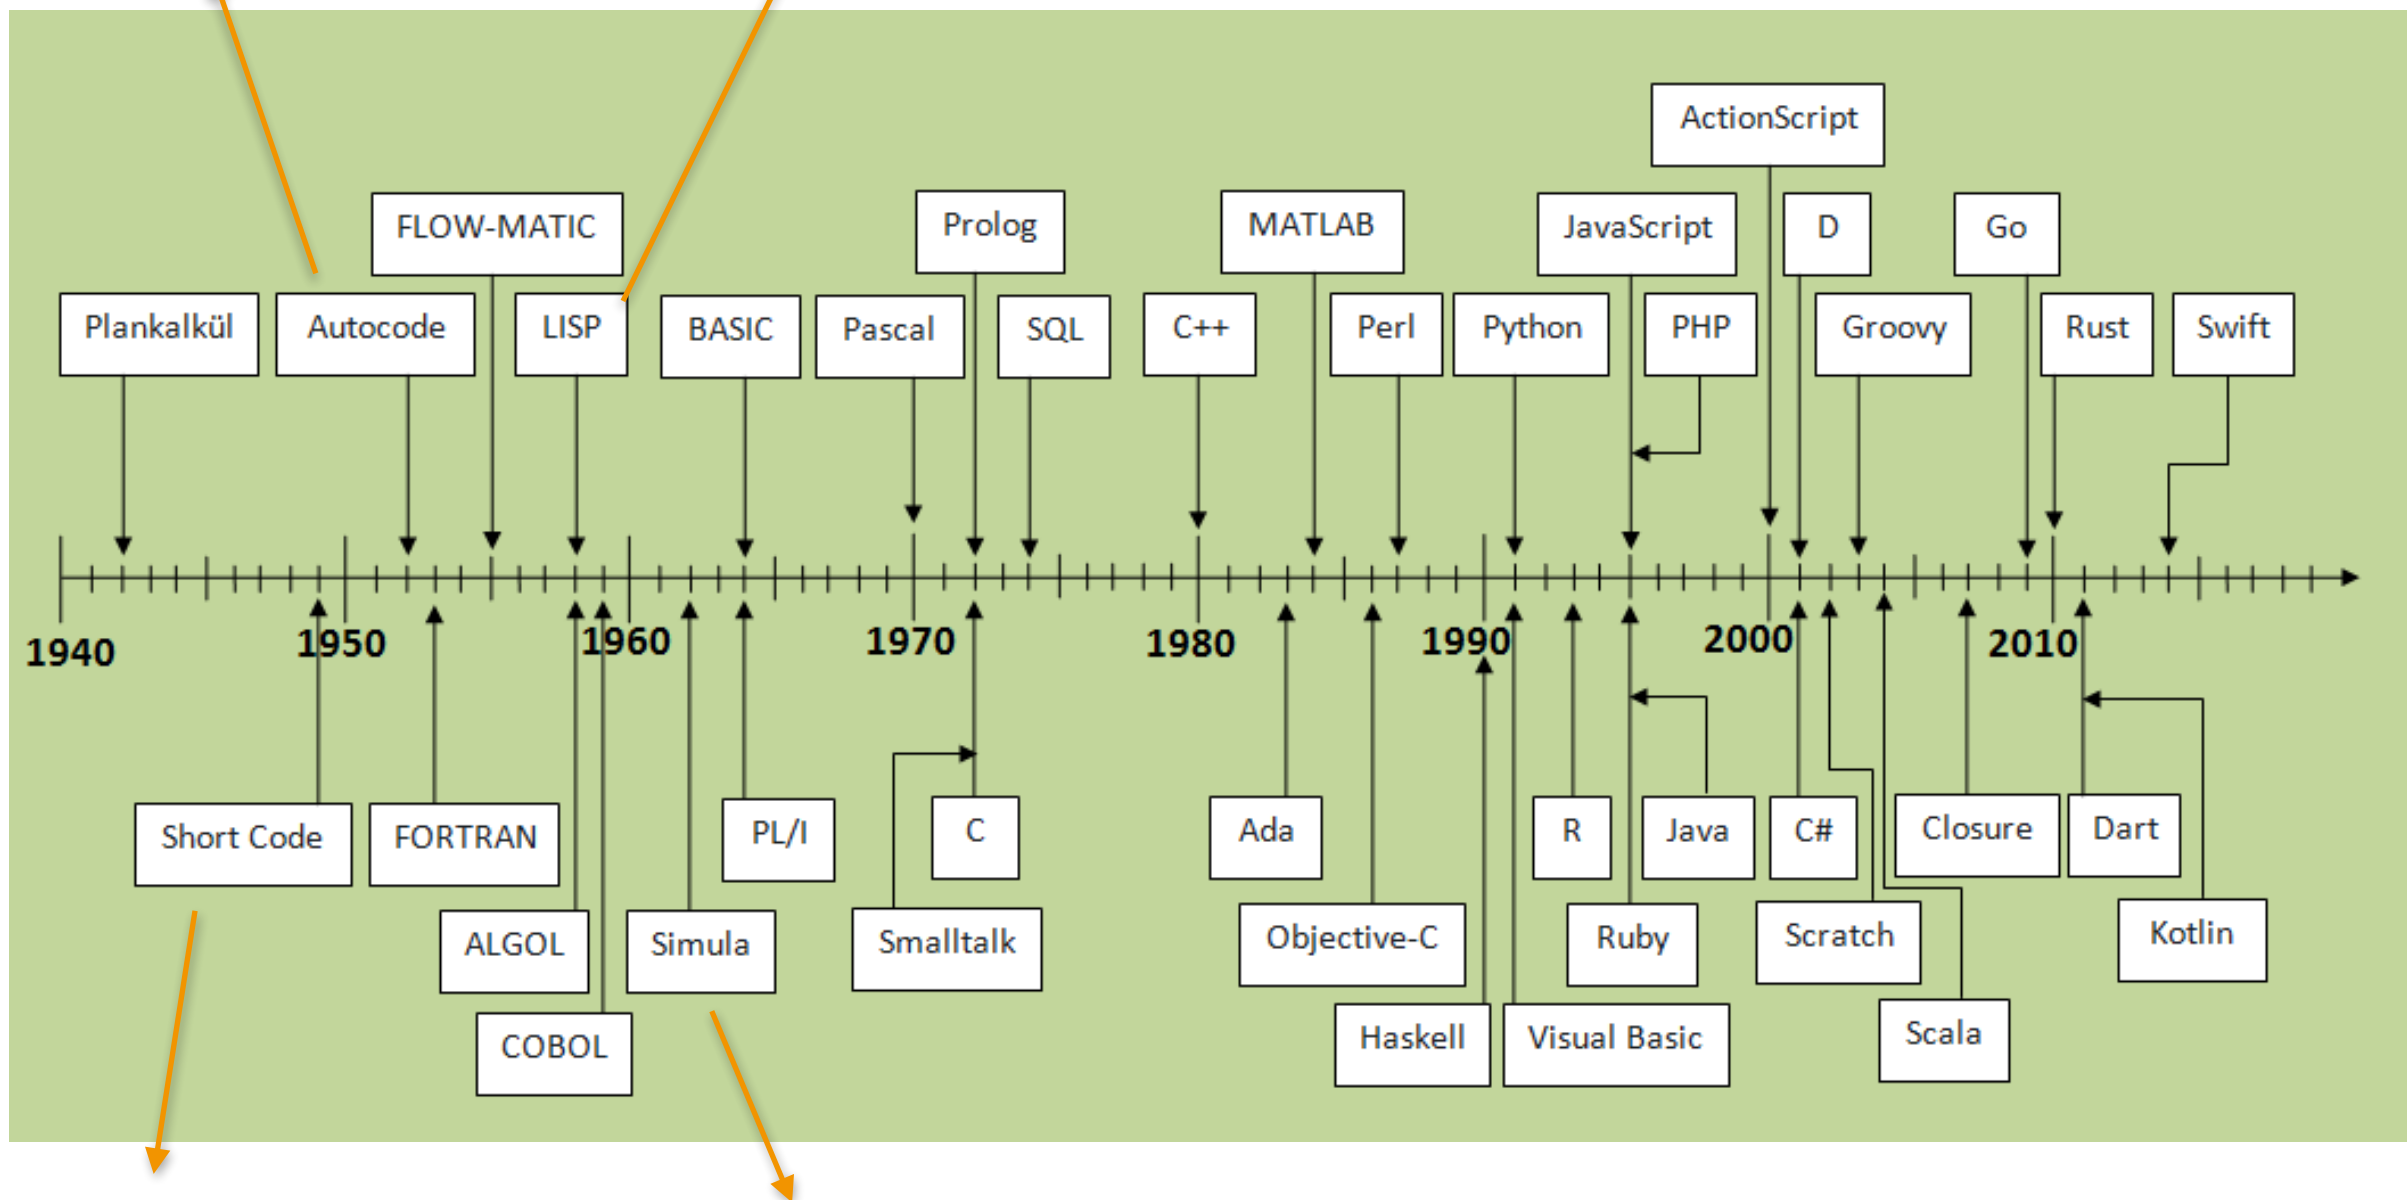 ActionScript
FLOW-MATIC
Prolog
MATLAB
JavaScript
D
Go
Plankalkül
Autocode
LISP
BASIC
Pascal
SQL
C++
Perl
Python
PHP
Groovy
Rust
Swift
1940
1950
1960
1970
1980
1990
2000
2010
Short Code
FORTRAN
PL/I
C
Ada
R
Java
C#
Closure
Dart
ALGOL
Simula
Smalltalk
Objective-C
Ruby
Scratch
Kotlin
COBOL
Haskell
Visual Basic
Scala